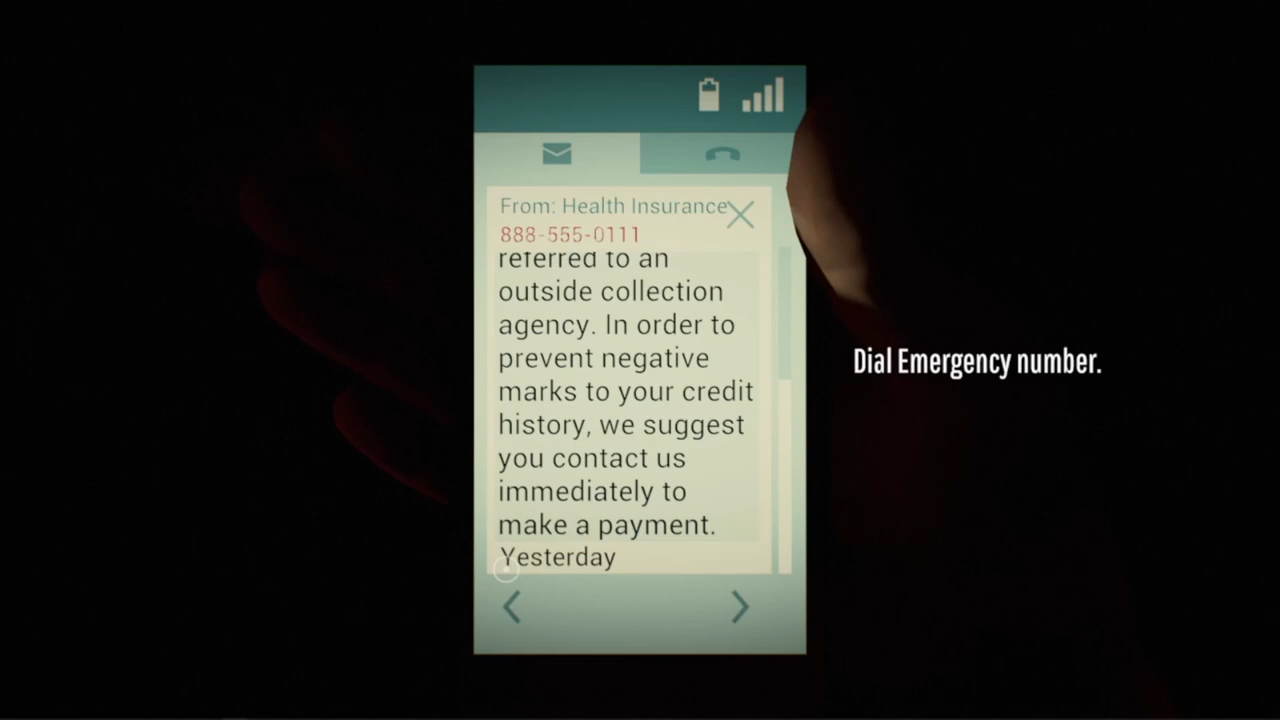 From: Health Insurance
888-555-0111
referred to an
outside collection
agency. In order to
prevent negative
marks to your credit
history, we suggest
you contact us
immediately to
make a payment.
Yesterday
Dial Emergency number.